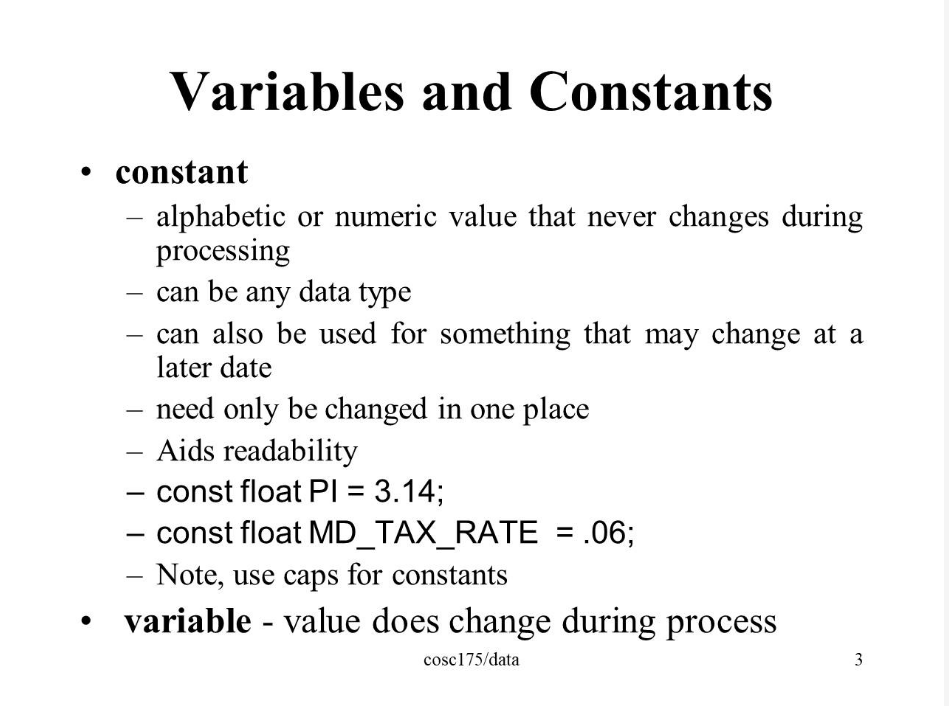 Variables and Constants
• constant
– alphabetic or numeric value that never changes during
processing
– can be any data type
– can also be used for something that may change at a
later date
– need only be changed in one place
– Aids readability
– const float PI = 3.14;
– const float MD_TAX_RATE  = .06;
– Note, use caps for constants
• variable - value does change during process
cosc175/data
3